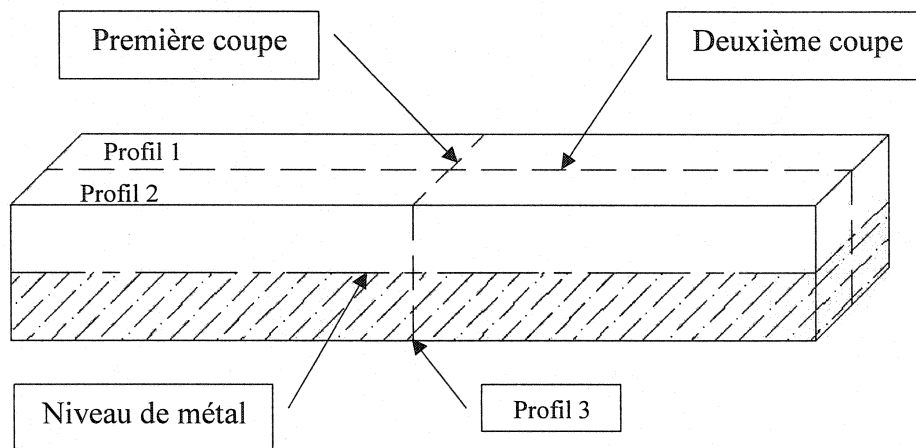 Première coupe
Deuxième coupe
Profil 1
Profil 2
Niveau de métal
Profil 3